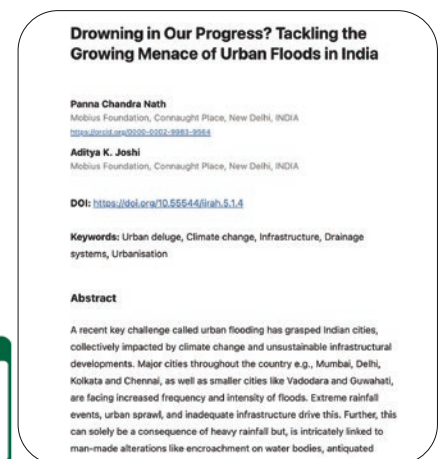 Drowning in Our Progress? Tackling the
Growing Menace of Urban Floods in India
Panna Chandra Nath
Mobius Foundation, Connaught Place, New Delhi, INDIA
https://orcid.org/0000-0002-9983-9564
Aditya K. Joshi
Mobius Foundation, Connaught Place, New Delhi, INDIA
DOI: https://doi.org/10.55544/ijrah.5.1.4
Keywords: Urban deluge, Climate change, Infrastructure, Drainage
systems, Urbanisation
Abstract
A recent key challenge called urban flooding has grasped Indian cities,
collectively impacted by climate change and unsustainable infrastructural
developments. Major cities throughout the country e.g., Mumbai, Delhi,
Kolkata and Chennai, as well as smaller cities like Vadodara and Guwahati,
are facing increased frequency and intensity of floods. Extreme rainfall
events, urban sprawl, and inadequate infrastructure drive this. Further, this
can solely be a consequence of heavy rainfall but, is intricately linked to
man-made alterations like encroachment on water bodies, antiquated